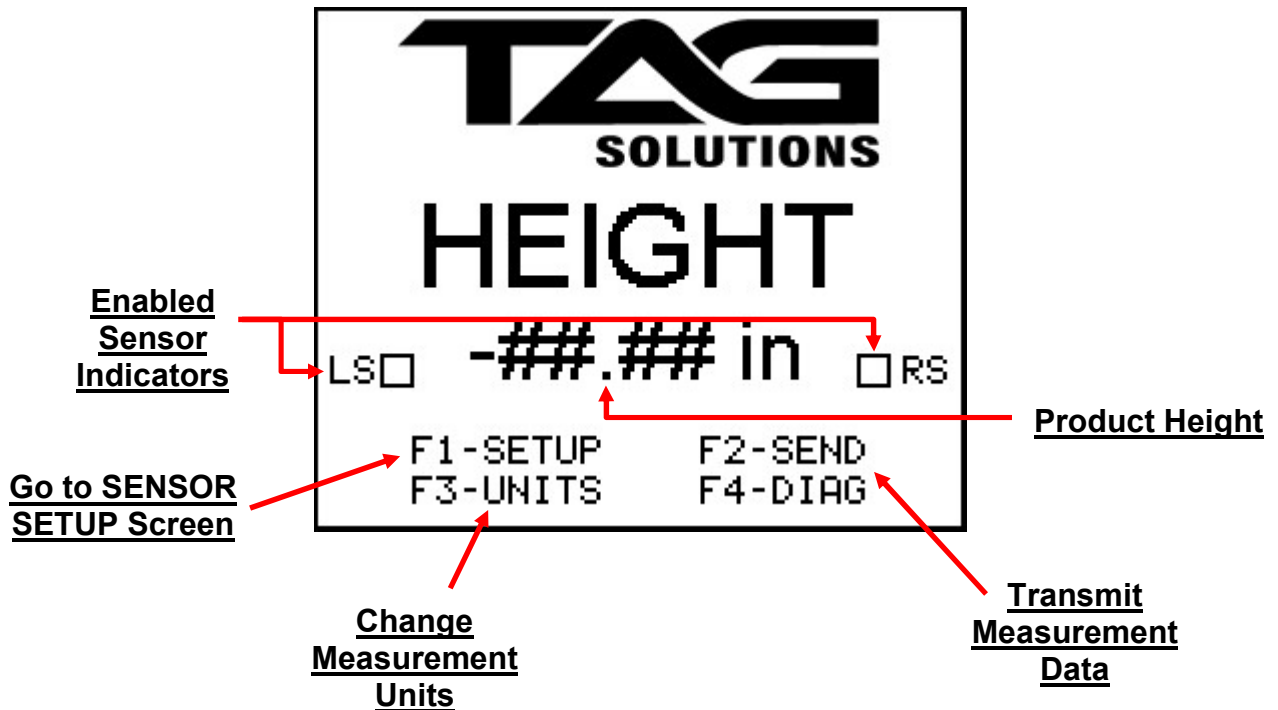 TAG
SOLUTIONS
HEIGHT
Enabled
Sensor
Indicators
LS
-##.## in
RS
Product Height
F1-SETUP F2-SEND
F3-UNITS F4-DIAG
Go to SENSOR
SETUP Screen
Change
Measurement
Units
Transmit
Measurement
Data